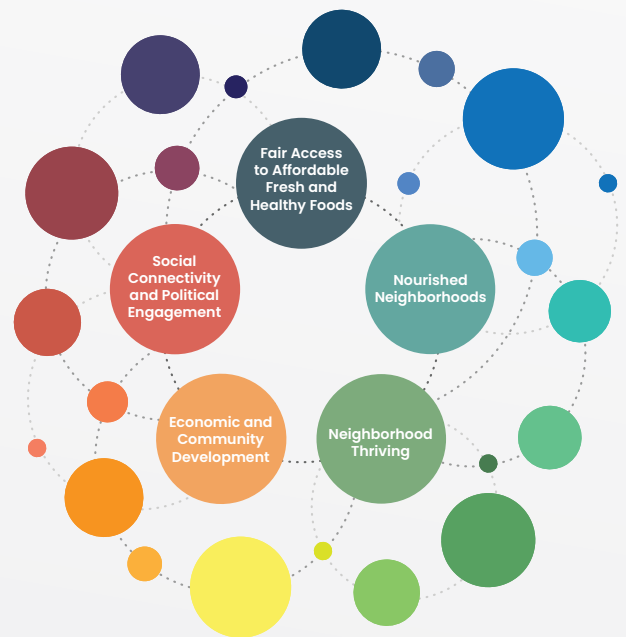 Fair Access
to Affordable
Fresh and
Healthy Foods
Social
Connectivity
and Political
Engagement
Nourished
Neighborhoods
Economic and
Community
Development
Neighborhood
Thriving